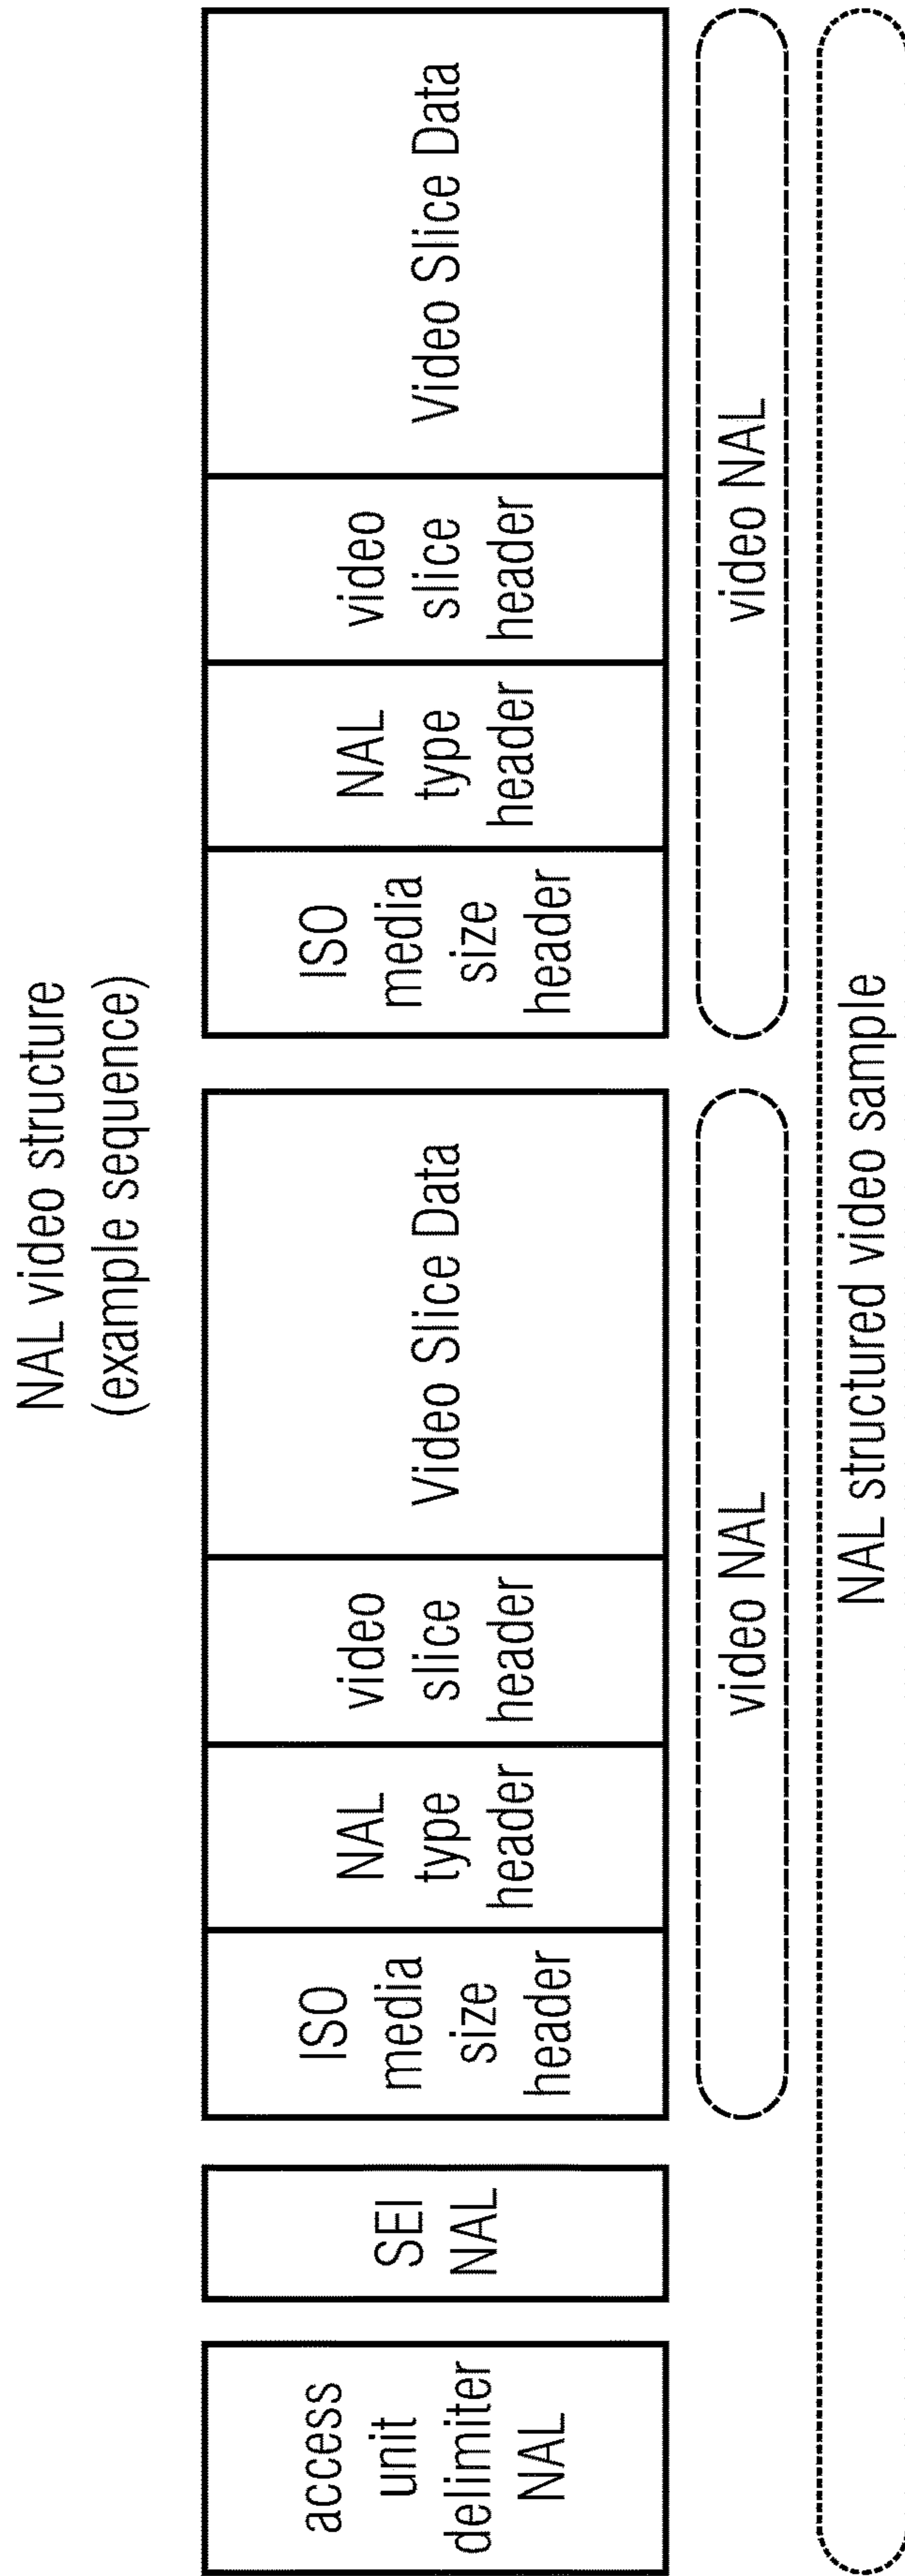 NAL video structure
(example sequence)
access
unit
delimiter
NAL
SEI
NAL
ISO
media
size
header
NAL
type
header
video
slice
header
Video Slice Data
ISO
media
size
header
NAL
type
header
video
slice
header
Video Slice Data
video NAL
video NAL
NAL structured video sample